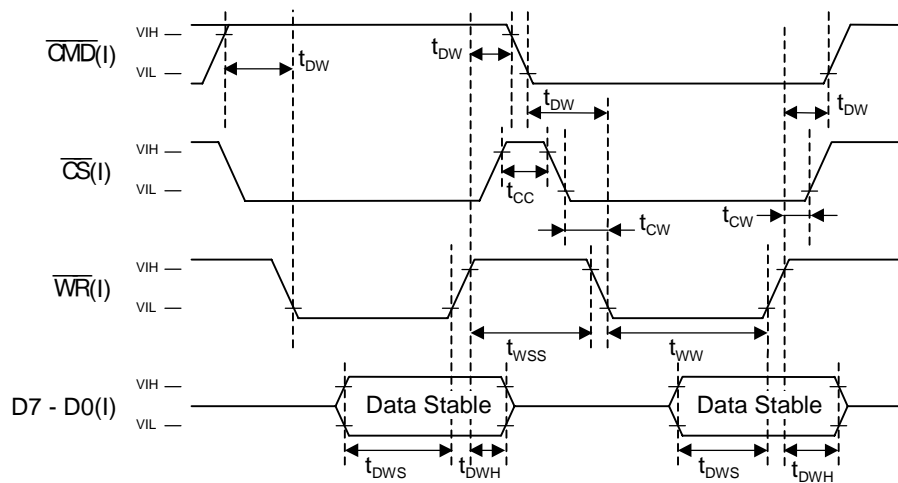 CMD(I)
VIH
VIL
tDW
tDW
tDW
tDW
CS(I)
VIH
VIL
tCC
tCW
tCW
WR(I)
VIH
VIL
tWSS
tWW
D7 - D0(I)
VIH
VIL
Data Stable
Data Stable
tDWS
tDWH
tDWS
tDWH